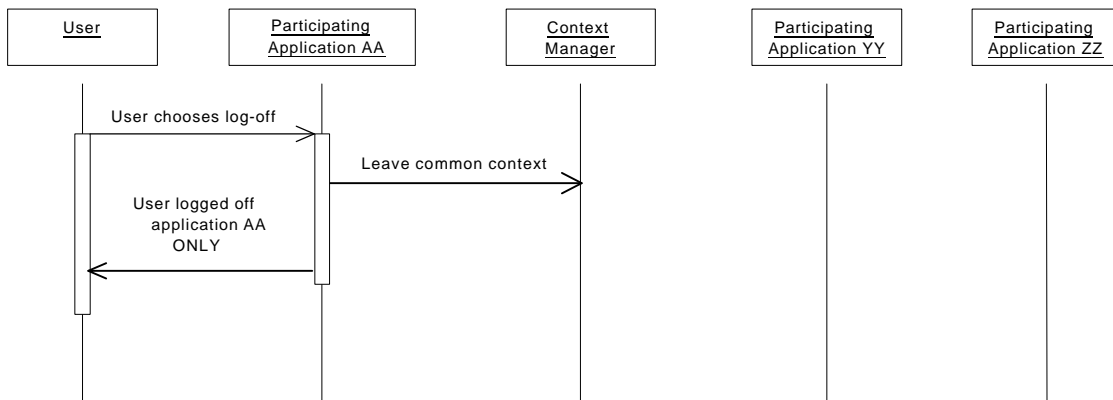 User
Participating
Application AA
Context
Manager
Participating
Application YY
Participating
Application ZZ
User chooses log-off
Leave common context
User logged off
application AA
ONLY